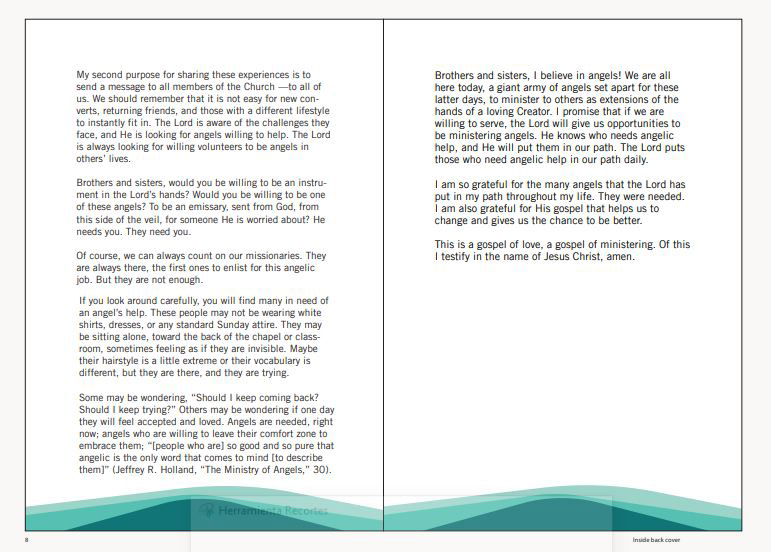 My second purpose for sharing these experiences is to
send a message to all members of the Church —to all of
us. We should remember that it is not easy for new con-
verts, returning friends, and those with a different lifestyle
to instantly fit in. The Lord is aware of the challenges they
face, and He is looking for angels willing to help. The Lord
is always looking for willing volunteers to be angels in
others’ lives.
Brothers and sisters, would you be willing to be an instru-
ment in the Lord’s hands? Would you be willing to be one
of these angels? To be an emissary, sent from God, from
this side of the veil, for someone He is worried about? He
needs you. They need you.
Of course, we can always count on our missionaries. They
are always there, the first ones to enlist for this angelic
job. But they are not enough.
If you look around carefully, you will find many in need of
an angel’s help. These people may not be wearing white
shirts, dresses, or any standard Sunday attire. They may
be sitting alone, toward the back of the chapel or class-
room, sometimes feeling as if they are invisible. Maybe
their hairstyle is a little extreme or their vocabulary is
different, but they are there, and they are trying.
Some may be wondering, “Should I keep coming back?
Should I keep trying?” Others may be wondering if one day
they will feel accepted and loved. Angels are needed, right
now; angels who are willing to leave their comfort zone to
embrace them; “[people who are] so good and so pure that
angelic is the only word that comes to mind [to describe
them]” (Jeffrey R. Holland, “The Ministry of Angels,” 30).
Herramienta Recortes
8
Brothers and sisters, I believe in angels! We are all
here today, a giant army of angels set apart for these
latter days, to minister to others as extensions of the
hands of a loving Creator. I promise that if we are
willing to serve, the Lord will give us opportunities to
be ministering angels. He knows who needs angelic
help, and He will put them in our path. The Lord puts
those who need angelic help in our path daily.
I am so grateful for the many angels that the Lord has
put in my path throughout my life. They were needed.
I am also grateful for His gospel that helps us to
change and gives us the chance to be better.
This is a gospel of love, a gospel of ministering. Of this
I testify in the name of Jesus Christ, amen.
Inside back cover